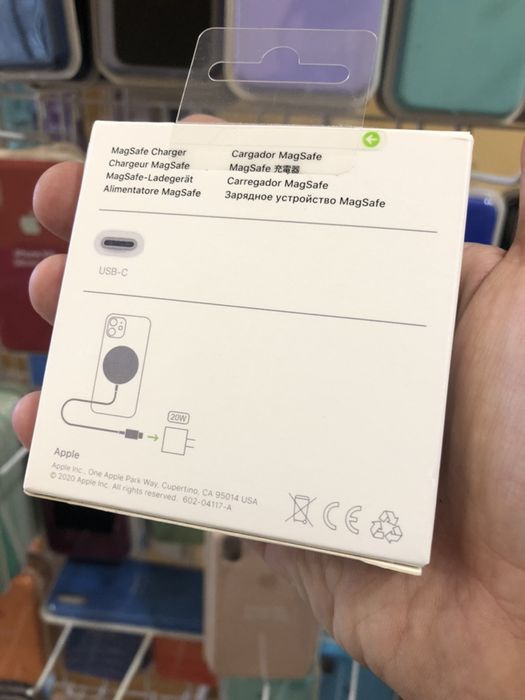 MagSafe Charger
Chargeur MagSafe
MagSafe-Ladegerät
Alimentatore MagSafe
Cargador MagSafe
MagSafe 充電器
Carregador MagSafe
Зарядное устройство MagSafe
USB-C
20W
Apple
Apple Inc., One Apple Park Way, Cupertino, CA 95014 USA
© 2020 Apple Inc. All rights reserved. 602-04117-A
CE